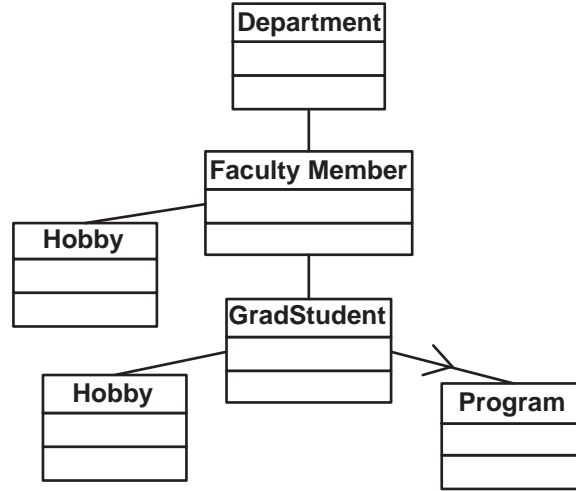 Department
Faculty Member
Hobby
GradStudent
Hobby
Program